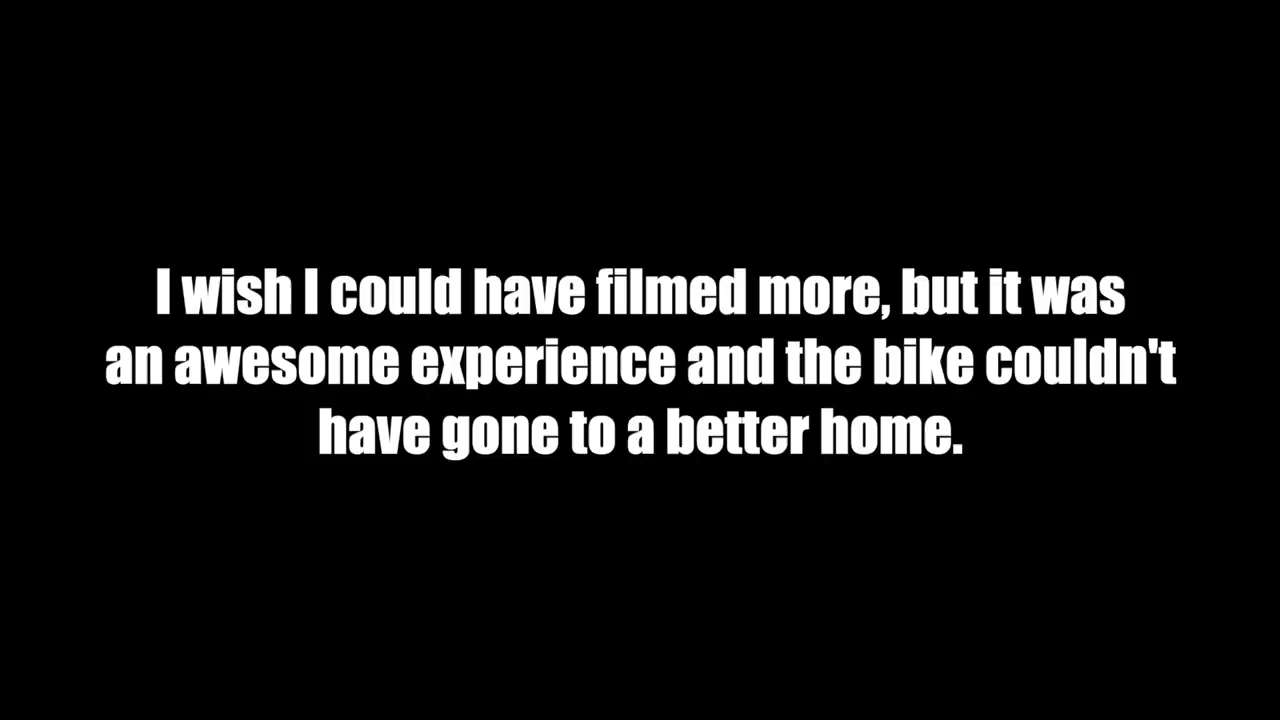 I wish I could have filmed more, but it was
an awesome experience and the bike couldn't
have gone to a better home.